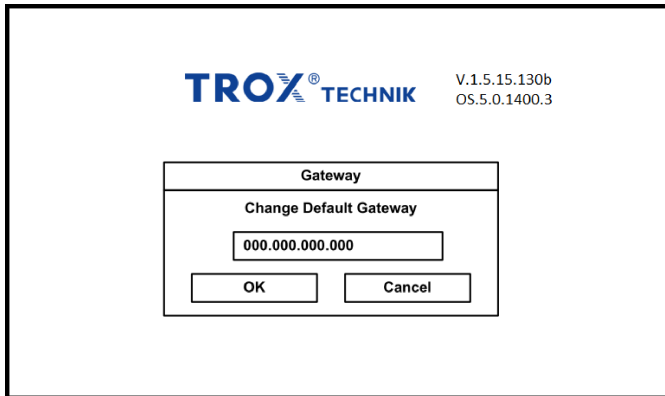 TROX® TECHNIK
V.1.5.15.130b
OS.5.0.1400.3
Gateway
Change Default Gateway
000.000.000.000
OK Cancel